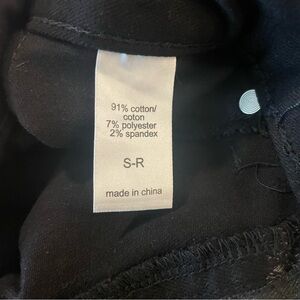 91% cotton/
coton
7% polyester
2% spandex
S-R
made in china